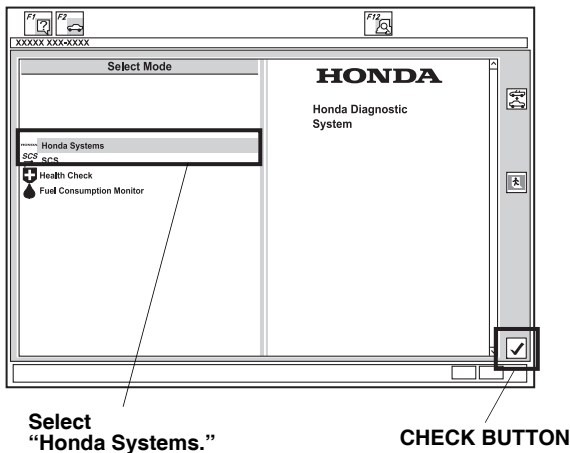 F1
F2
F12
XXXXX XXX-XXXX
Select Mode
HONDA
Honda Diagnostic
System
HONDA Honda Systems
SCS SCS
Health Check
Fuel Consumption Monitor
Select
“Honda Systems.”
CHECK BUTTON